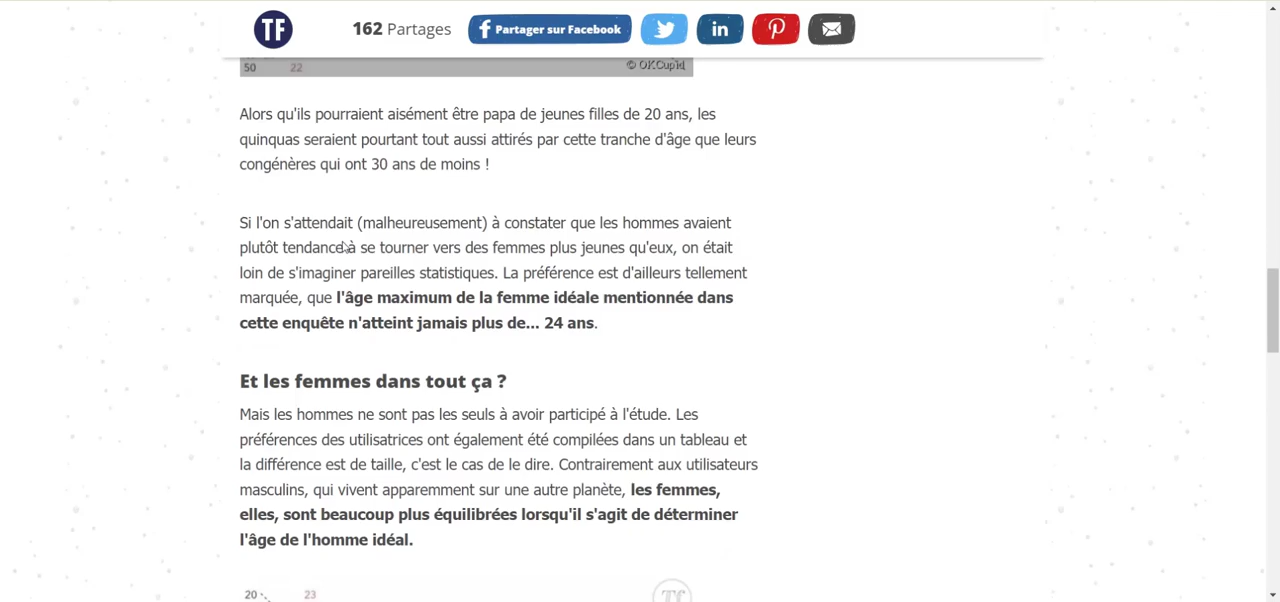 TF 162 Partages Partager sur Facebook in
50 22 © OKCupid
Alors qu'ils pourraient aisément être papa de jeunes filles de 20 ans, les
quinquas seraient pourtant tout aussi attirés par cette tranche d'âge que leurs
congénères qui ont 30 ans de moins !
Si l'on s'attendait (malheureusement) à constater que les hommes avaient
plutôt tendance à se tourner vers des femmes plus jeunes qu'eux, on était
loin de s'imaginer pareilles statistiques. La préférence est d'ailleurs tellement
marquée, que l'âge maximum de la femme idéale mentionnée dans
cette enquête n'atteint jamais plus de... 24 ans.
Et les femmes dans tout ça ?
Mais les hommes ne sont pas les seuls à avoir participé à l'étude. Les
préférences des utilisatrices ont également été compilées dans un tableau et
la différence est de taille, c'est le cas de le dire. Contrairement aux utilisateurs
masculins, qui vivent apparemment sur une autre planète, les femmes,
elles, sont beaucoup plus équilibrées lorsqu'il s'agit de déterminer
l'âge de l'homme idéal.
20 23 Tf